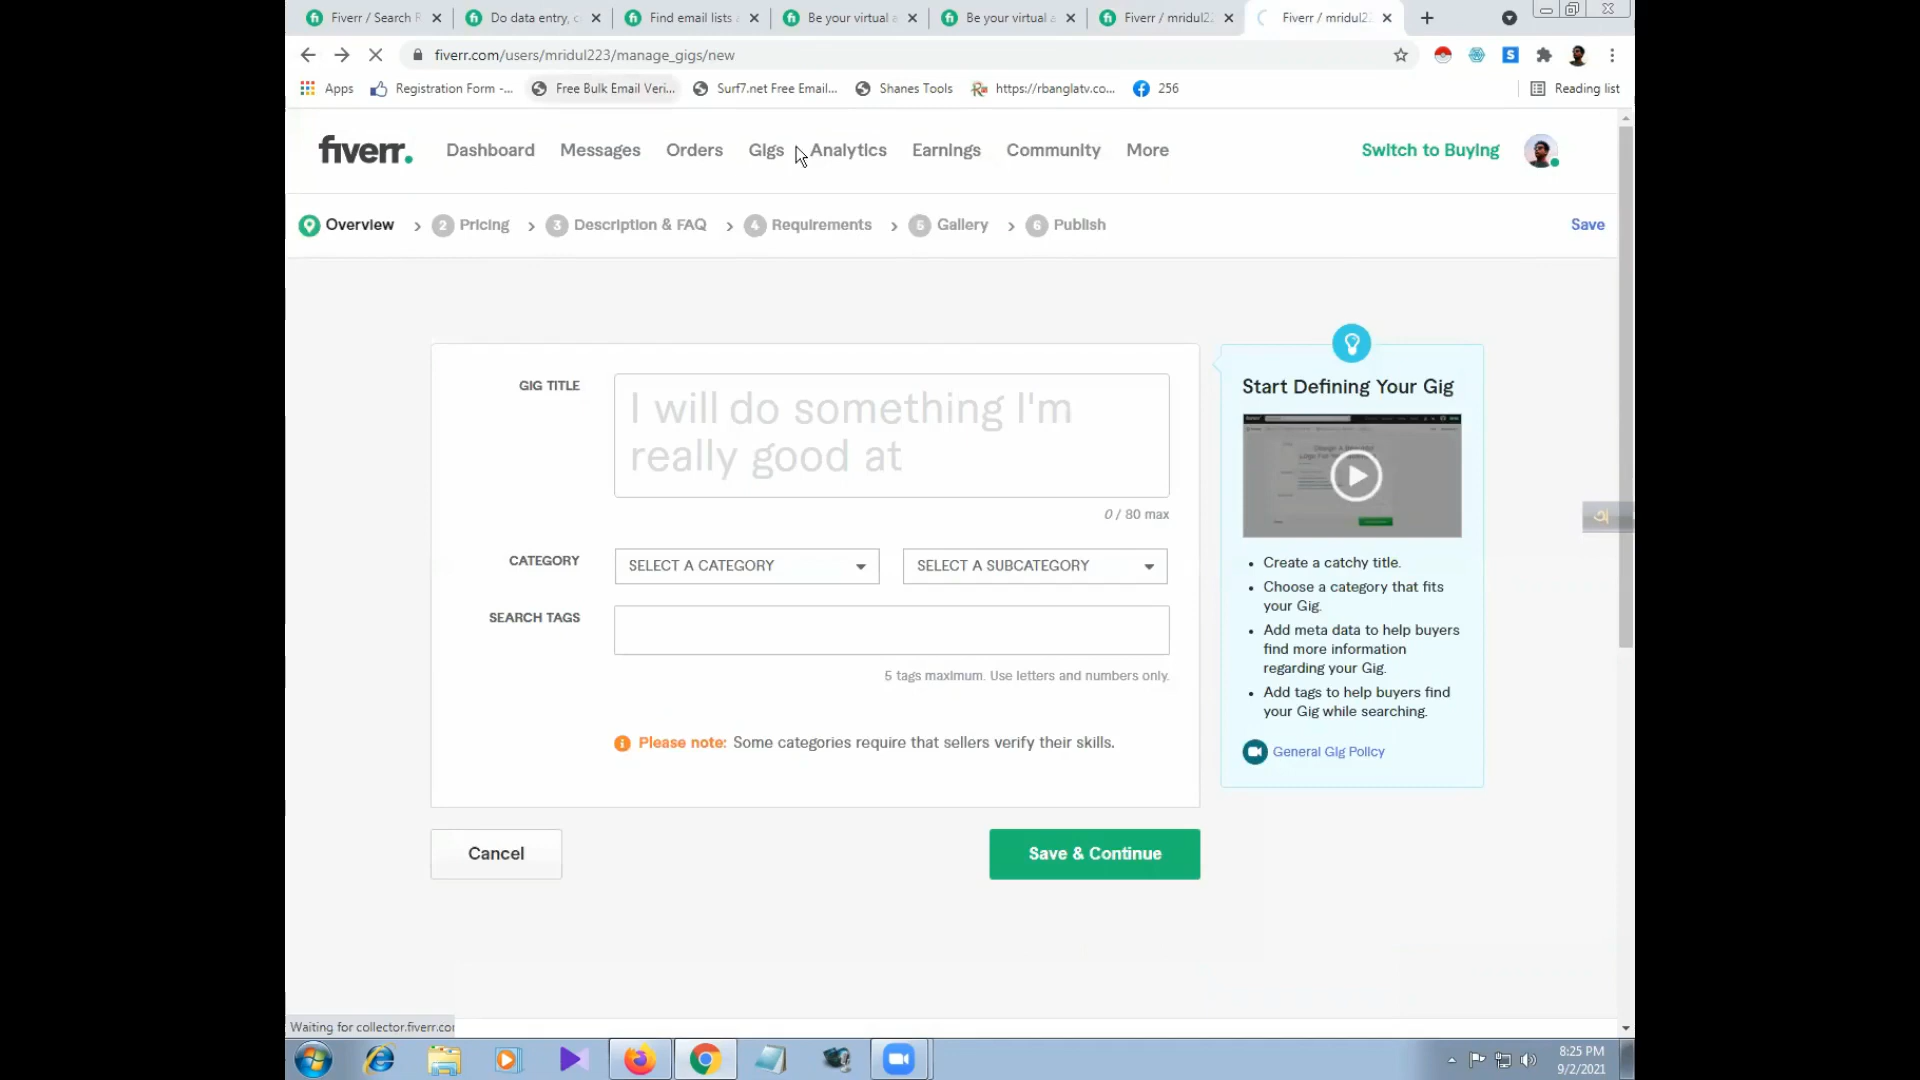 Fiverr / Search R
Do data entry, c
Find email lists a
Be your virtual a
Be your virtual a
Fiverr / mridul22
Fiverr / mridul22
fiverr.com/users/mridul223/manage_gigs/new
Apps
Registration Form -...
Free Bulk Email Veri...
Surf7.net Free Email...
Shanes Tools
https://rbanglatv.co...
256
Reading list
fiverr.
Dashboard
Messages
Orders
Gigs
Analytics
Earnings
Community
More
Switch to Buying
Overview
2 Pricing
3 Description & FAQ
4 Requirements
5 Gallery
6 Publish
Save
GIG TITLE
I will do something I'm
really good at
0 / 80 max
CATEGORY
SELECT A CATEGORY
SELECT A SUBCATEGORY
SEARCH TAGS
5 tags maximum. Use letters and numbers only.
Please note: Some categories require that sellers verify their skills.
Cancel
Save & Continue
Start Defining Your Gig
Create a catchy title.
Choose a category that fits
your Gig.
Add meta data to help buyers
find more information
regarding your Gig.
Add tags to help buyers find
your Gig while searching.
General Gig Policy
অ
Waiting for collector.fiverr.com
8:25 PM
9/2/2021